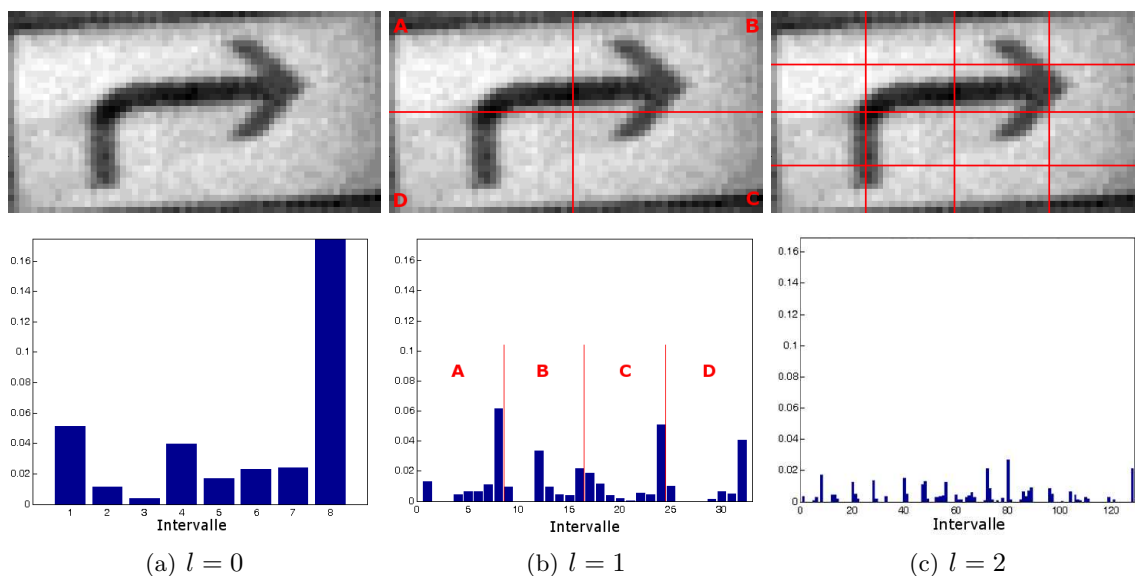 A B
D C
0.16
0.14
0.12
0.1
0.08
0.06
0.04
0.02
0
1 2 3 4 5 6 7 8
Intervalle
0.16
0.14
0.12
0.1
0.08
0.06
0.04
0.02
0
A B C D
0 5 10 15 20 25 30
Intervalle
0.16
0.14
0.12
0.1
0.08
0.06
0.04
0.02
0
0 20 40 60 80 100 120
Intervalle
(a) l = 0
(b) l = 1
(c) l = 2